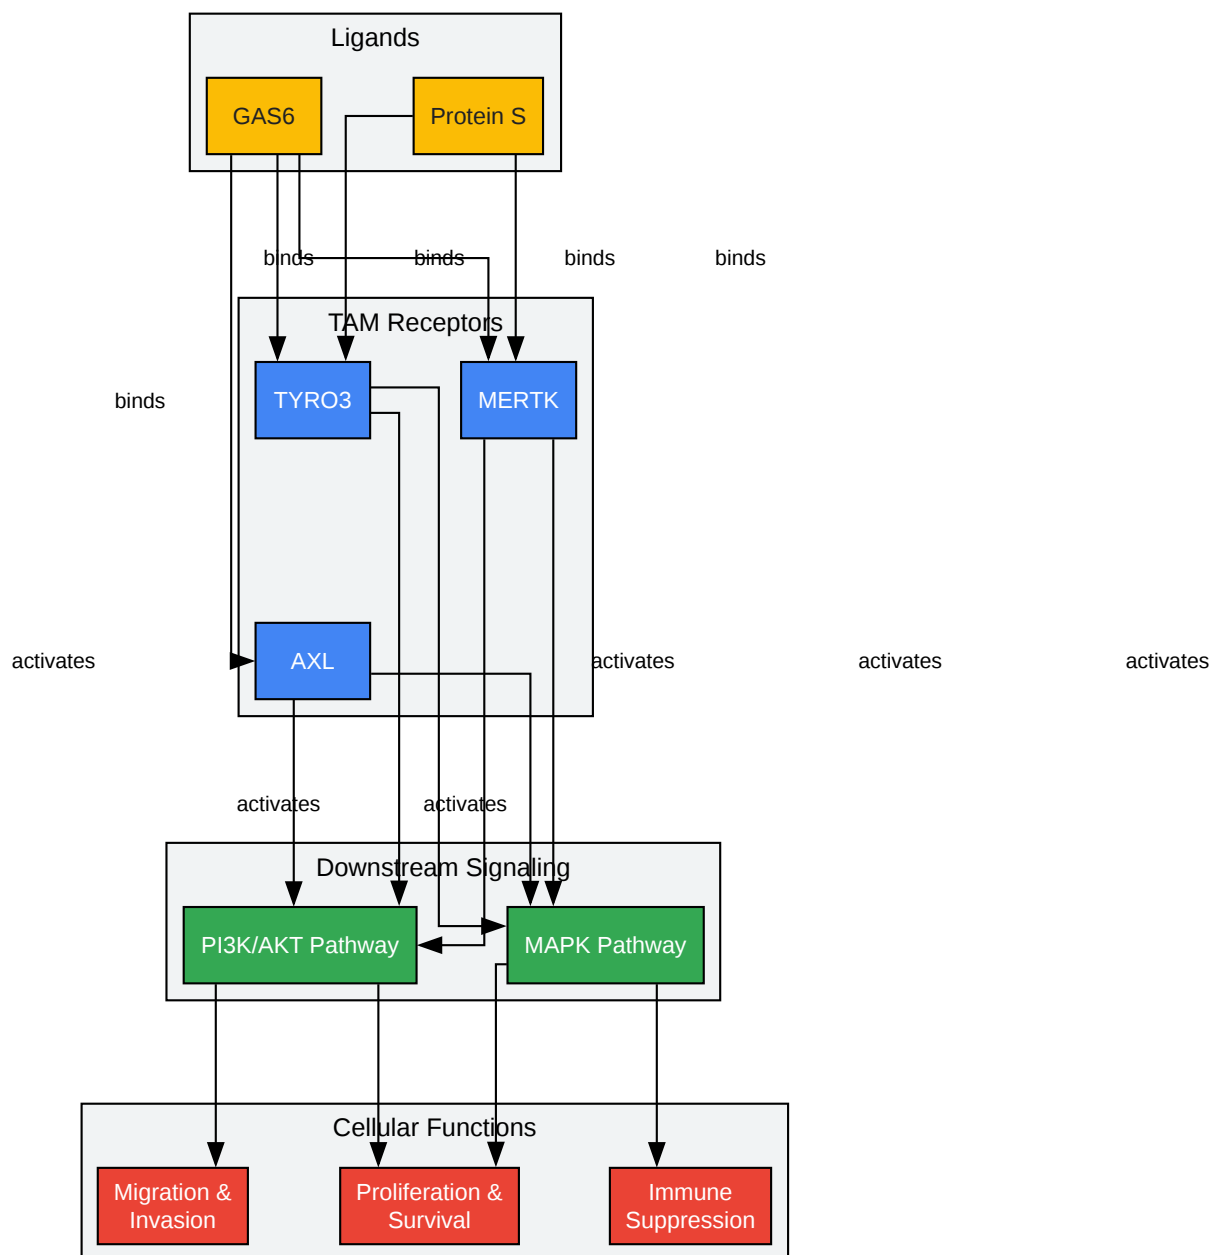 Ligands
GAS6
Protein S
binds
binds
binds
binds
TAM Receptors
TYRO3
MERTK
binds
AXL
activates
activates
activates
activates
activates
activates
Downstream Signaling
PI3K/AKT Pathway
MAPK Pathway
Cellular Functions
Migration &
Invasion
Proliferation &
Survival
Immune
Suppression